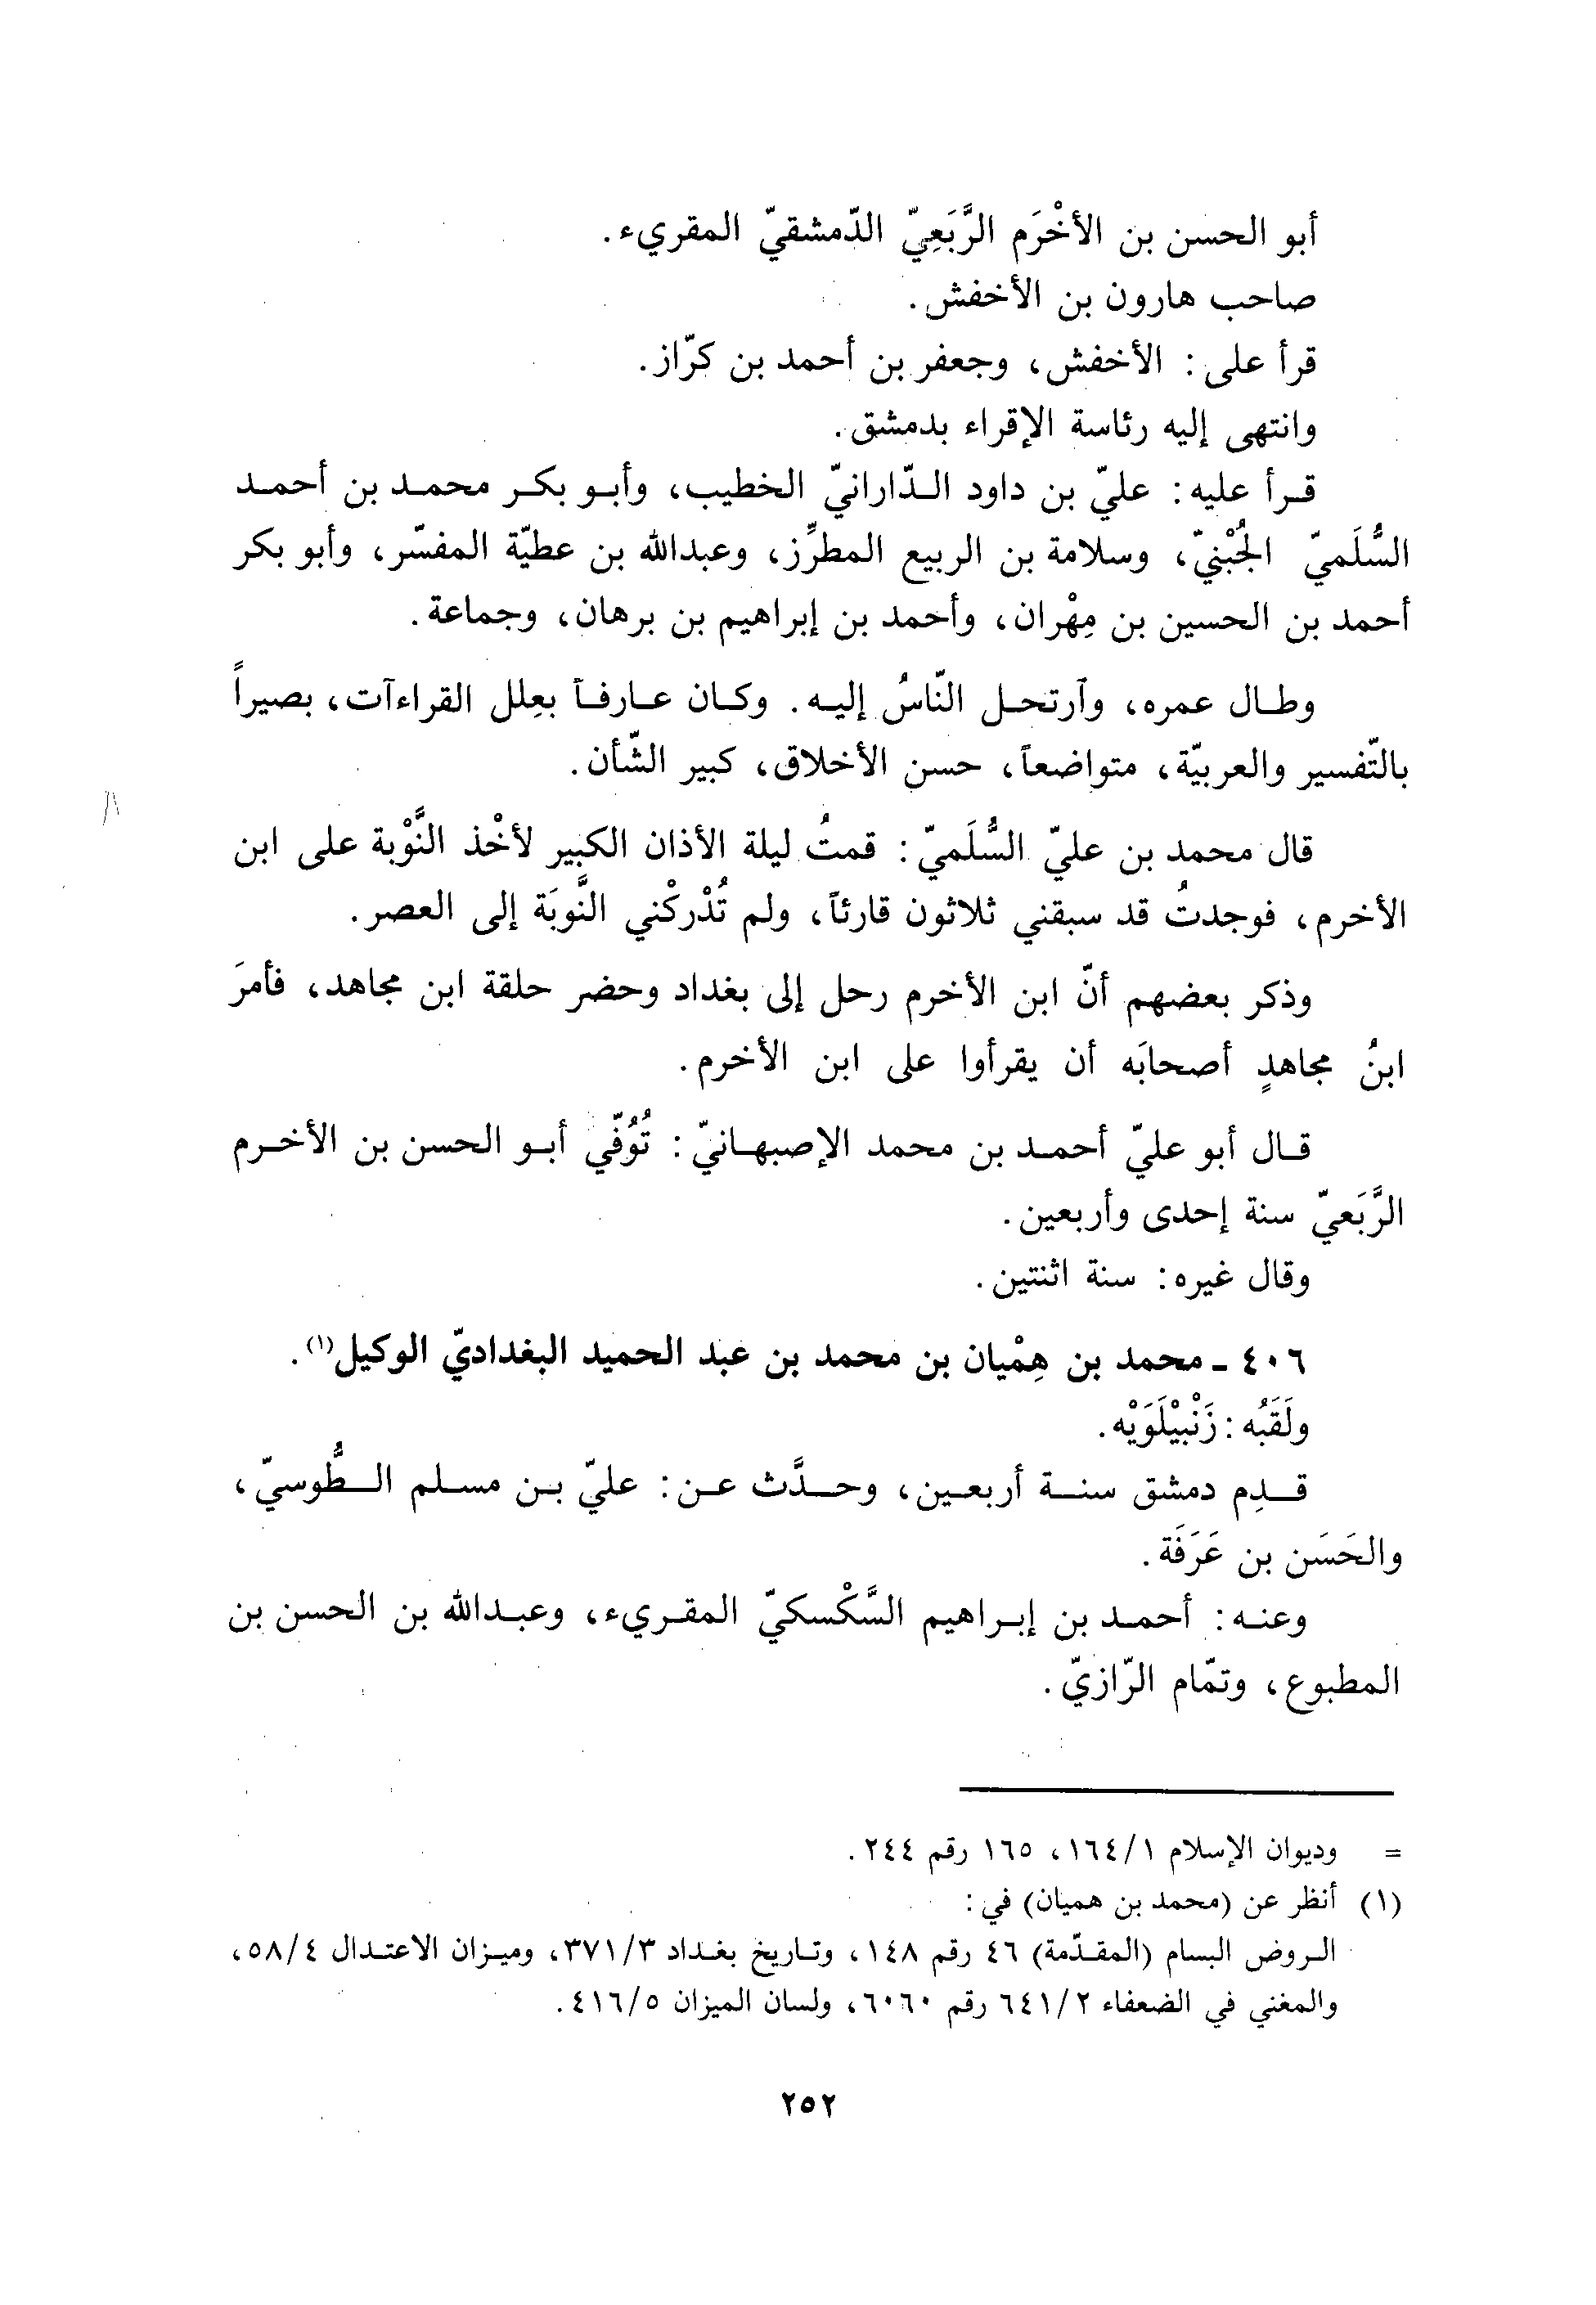 أبو الحسن بن الأخْرَم الرَّبَعِيّ الدّمشقيّ المقريء.
صاحب هارون بن الأخفش.
قرأ على: الأخفش، وجعفر بن أحمد بن كرّاز.
وانتهى إليه رئاسة الإقراء بدمشق.
قرأ عليه: عليّ بن داود الدّارانيّ الخطيب، وأبو بكر محمد بن أحمد
السُّلَميّ الجُبْنيّ، وسلامة بن الربيع المطرِّز، وعبدالله بن عطيّة المفسّر، وأبو بكر
أحمد بن الحسين بن مِهْران، وأحمد بن إبراهيم بن برهان، وجماعة.
وطال عمره، وآرتحل النّاسُ إليه. وكان عارفاً بعِلل القراءآت، بصيراً
بالتّفسير والعربيّة، متواضعاً، حسن الأخلاق، كبير الشّأن.
قال محمد بن عليّ السُّلَميّ: قمتُ ليلة الأذان الكبير لأخْذ النَّوْبة على ابن
الأخرم، فوجدتُ قد سبقني ثلاثون قارئاً، ولم تُدْركْني النَّوبَة إلى العصر.
وذكر بعضهم أنّ ابن الأخرم رحل إلى بغداد وحضر حلقة ابن مجاهد، فأمرَ
ابنُ مجاهدٍ أصحابَه أن يقرأوا على ابن الأخرم.
قال أبو عليّ أحمد بن محمد الإصبهانيّ: تُوُفّي أبو الحسن بن الأخرم
الرَّبَعيّ سنة إحدى وأربعين.
وقال غيره: سنة اثنتين.
٤٠٦ ـ محمد بن هِمْيان بن محمد بن عبد الحميد البغداديّ الوكيل(١).
ولَقَبُه: زَنْبيْلَوَيْه.
قدِم دمشق سنة أربعين، وحدَّث عن: عليّ بن مسلم الطُّوسيّ،
والحَسَن بن عَرَفَة.
وعنه: أحمد بن إبراهيم السَّكْسكيّ المقريء، وعبدالله بن الحسن بن
المطبوع، وتمّام الرّازيّ.
= وديوان الإسلام ١/١٦٤، ١٦٥ رقم ٢٤٤.
(١) أنظر عن (محمد بن هميان) في:
الروض البسام (المقدّمة) ٤٦ رقم ١٤٨، وتاريخ بغداد ٣/٣٧١، وميزان الاعتدال ٤/٥٨،
والمغني في الضعفاء ٢/٦٤١ رقم ٦٠٦٠، ولسان الميزان ٥/٤١٦.
٢٥٢